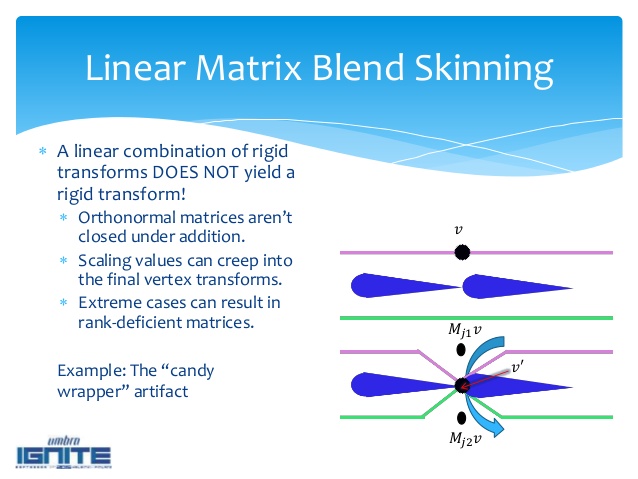 Linear Matrix Blend Skinning
* A linear combination of rigid
transforms DOES NOT yield a
rigid transform!
* Orthonormal matrices aren't
closed under addition.
* Scaling values can creep into
the final vertex transforms.
* Extreme cases can result in
rank-deficient matrices.
Example: The “candy
wrapper” artifact
v
M_{j1}v
v′
M_{j2}v
umbra
IGNITE